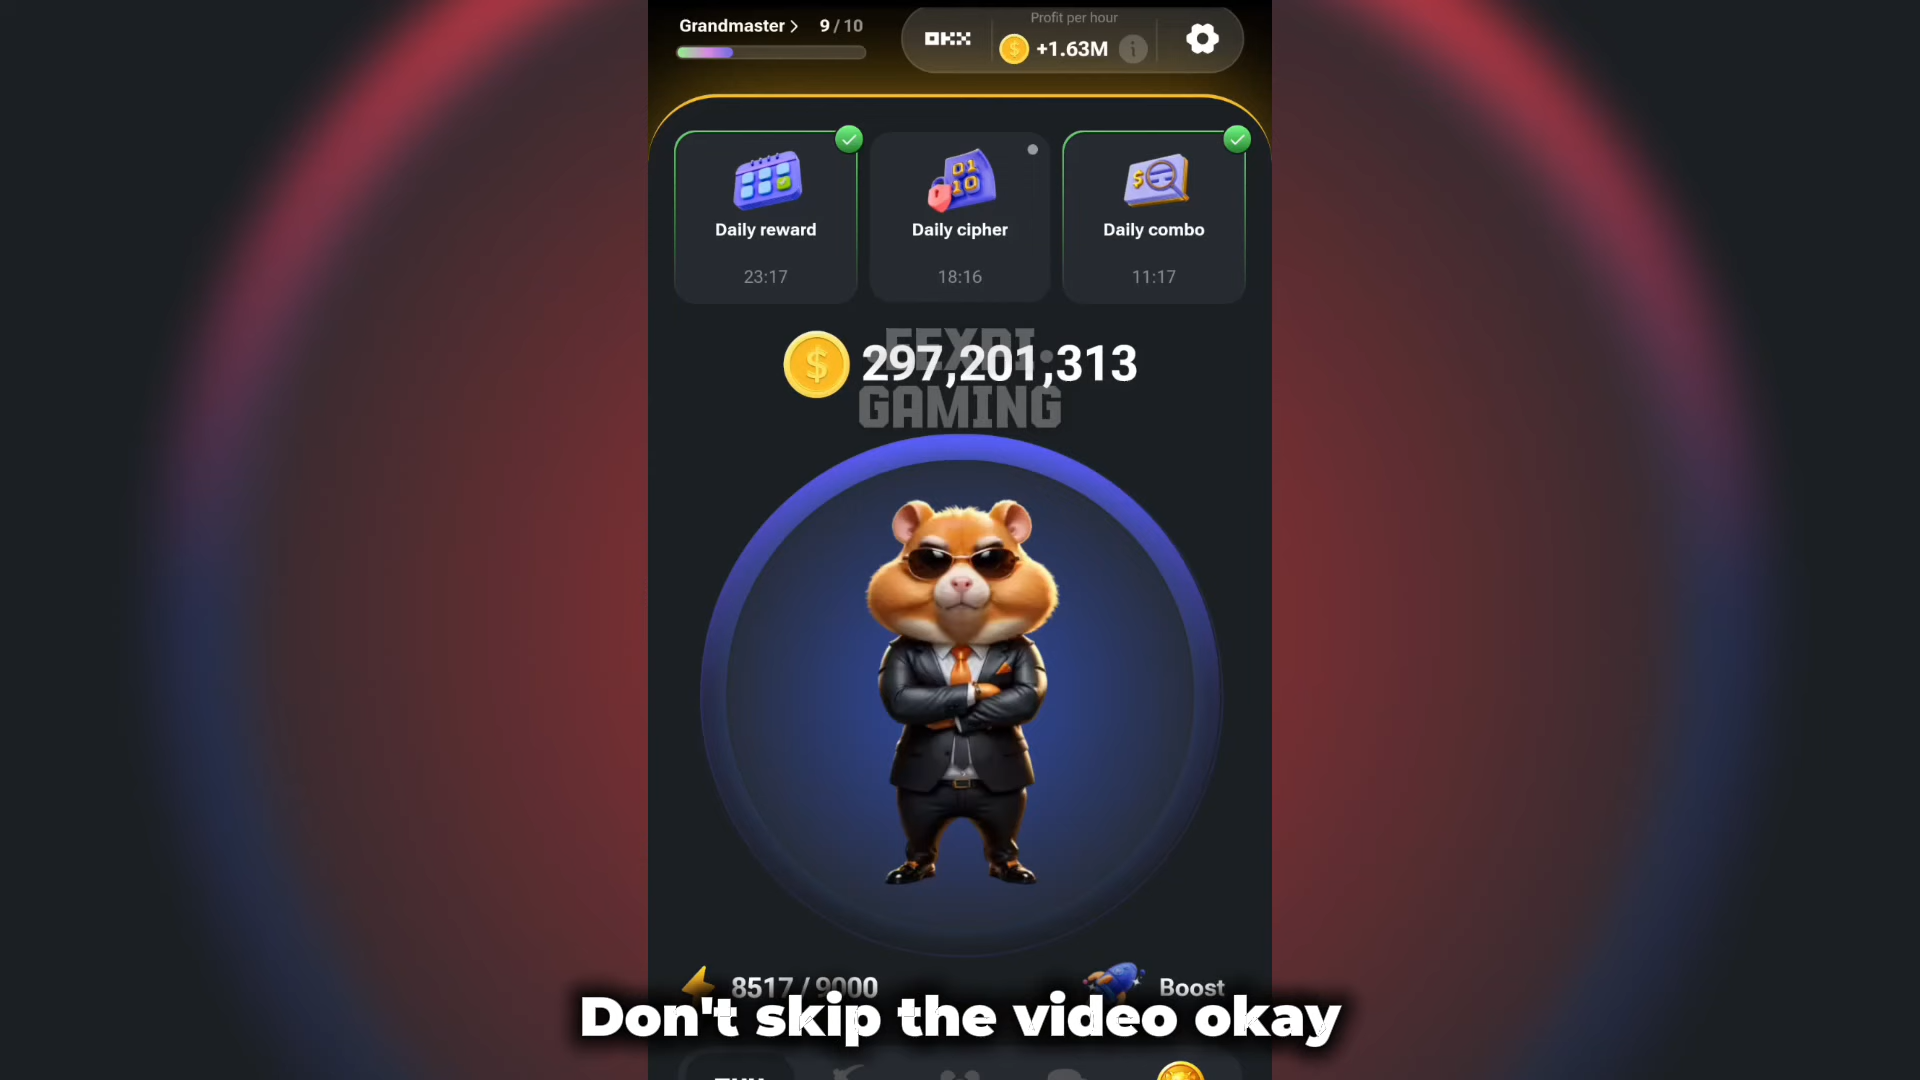 Grandmaster > 9 / 10
OKX
Profit per hour
+1.63M
Daily reward
23:17
Daily cipher
18:16
Daily combo
11:17
297,201,313
GAMING
8517 / 9000
Boost
Don't skip the video okay